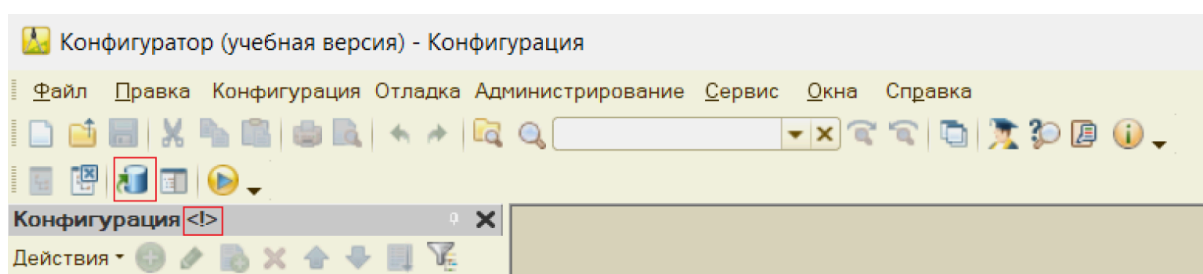 Конфигуратор (учебная версия) - Конфигурация
Файл Правка Конфигурация Отладка Администрирование Сервис Окна Справка
Конфигурация <!>
Действия